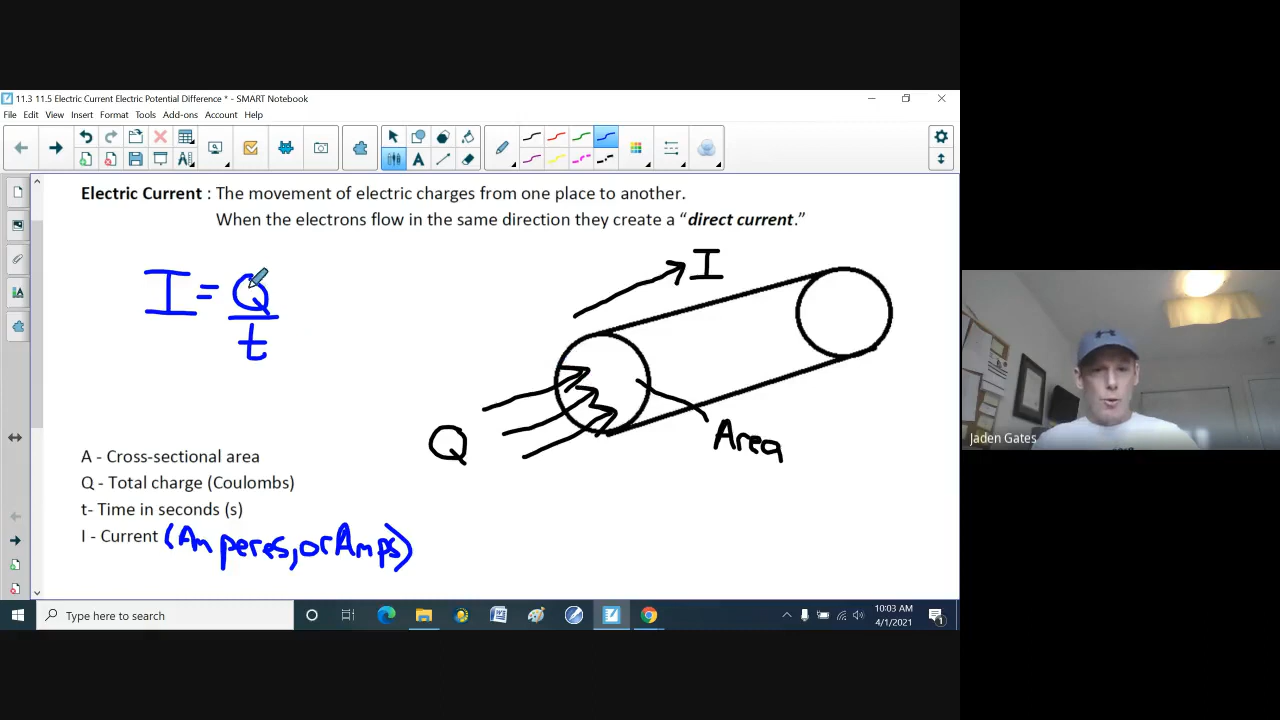 11.3 11.5 Electric Current Electric Potential Difference * - SMART Notebook
File Edit View Insert Format Tools Add-ons Account Help
Electric Current : The movement of electric charges from one place to another.
When the electrons flow in the same direction they create a “direct current.”
I = Q
t
I
Q
Area
A - Cross-sectional area
Q - Total charge (Coulombs)
t- Time in seconds (s)
I - Current (Amperes, or Amps)
Jaden Gates
Type here to search
10:03 AM
4/1/2021
1